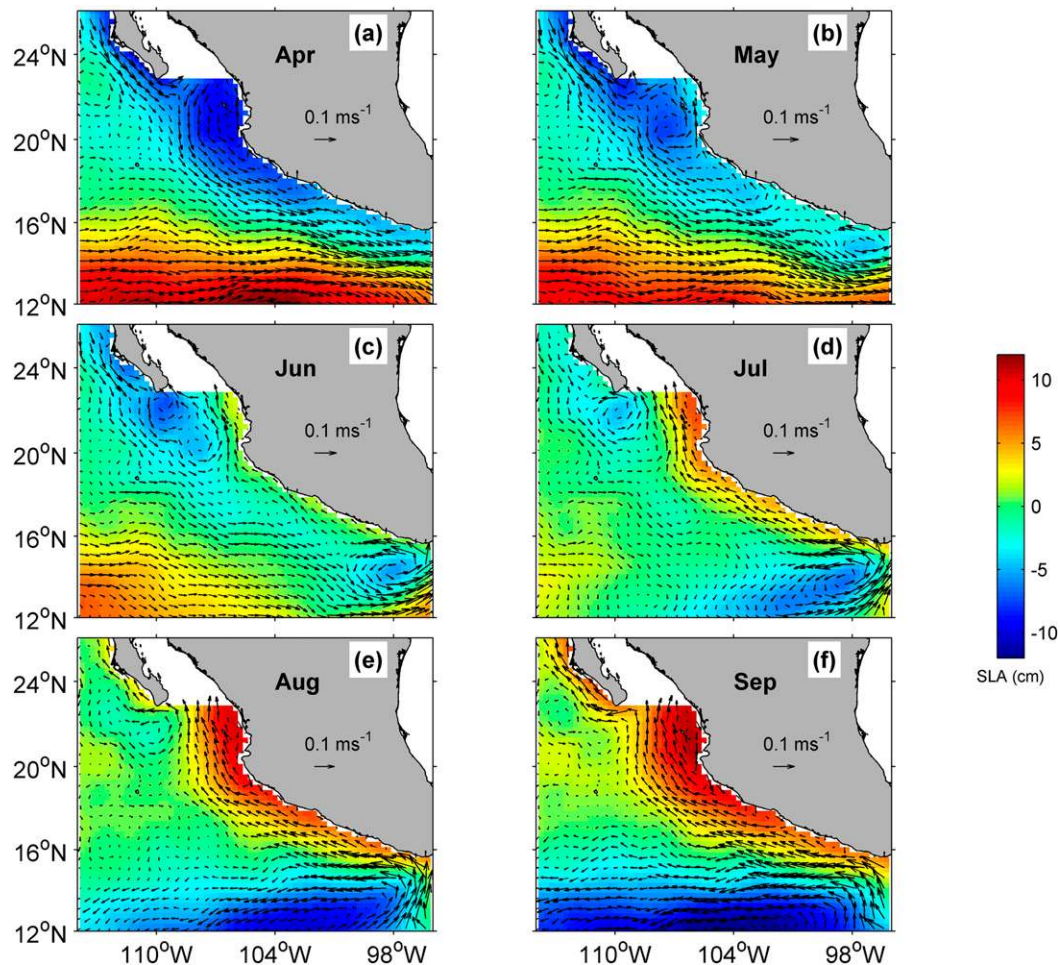 (a) (b)
Apr May
24°N
0.1 ms⁻¹ 0.1 ms⁻¹
20°N
16°N
12°N
(c) (d)
Jun Jul
24°N
0.1 ms⁻¹ 0.1 ms⁻¹
20°N
16°N
12°N
10
5
0
-5
-10
SLA (cm)
(e) (f)
Aug Sep
24°N
0.1 ms⁻¹ 0.1 ms⁻¹
20°N
16°N
12°N
110°W 104°W 98°W 110°W 104°W 98°W